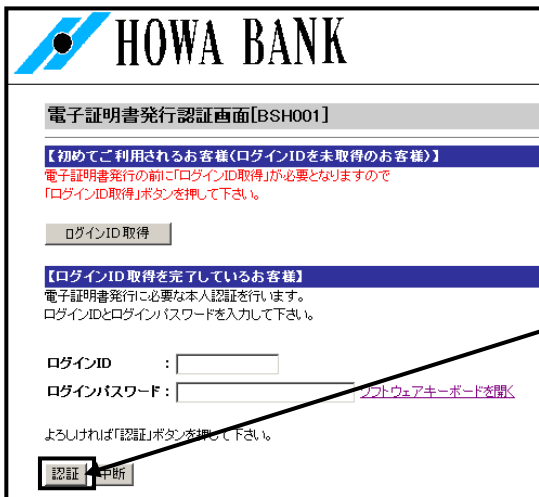 HOWA BANK
電子証明書発行認証画面[BSH001]
【初めてご利用されるお客様(ログインIDを未取得のお客様)】
電子証明書発行の前に「ログインID取得」が必要となりますので
「ログインID取得」ボタンを押して下さい。
ログインID取得
【ログインID取得を完了しているお客様】
電子証明書発行に必要な本人認証を行います。
ログインIDとログインパスワードを入力して下さい。
ログインID :
ログインパスワード : ソフトウェアキーボードを開く
よろしければ「認証」ボタンを押して下さい。
認証 中断